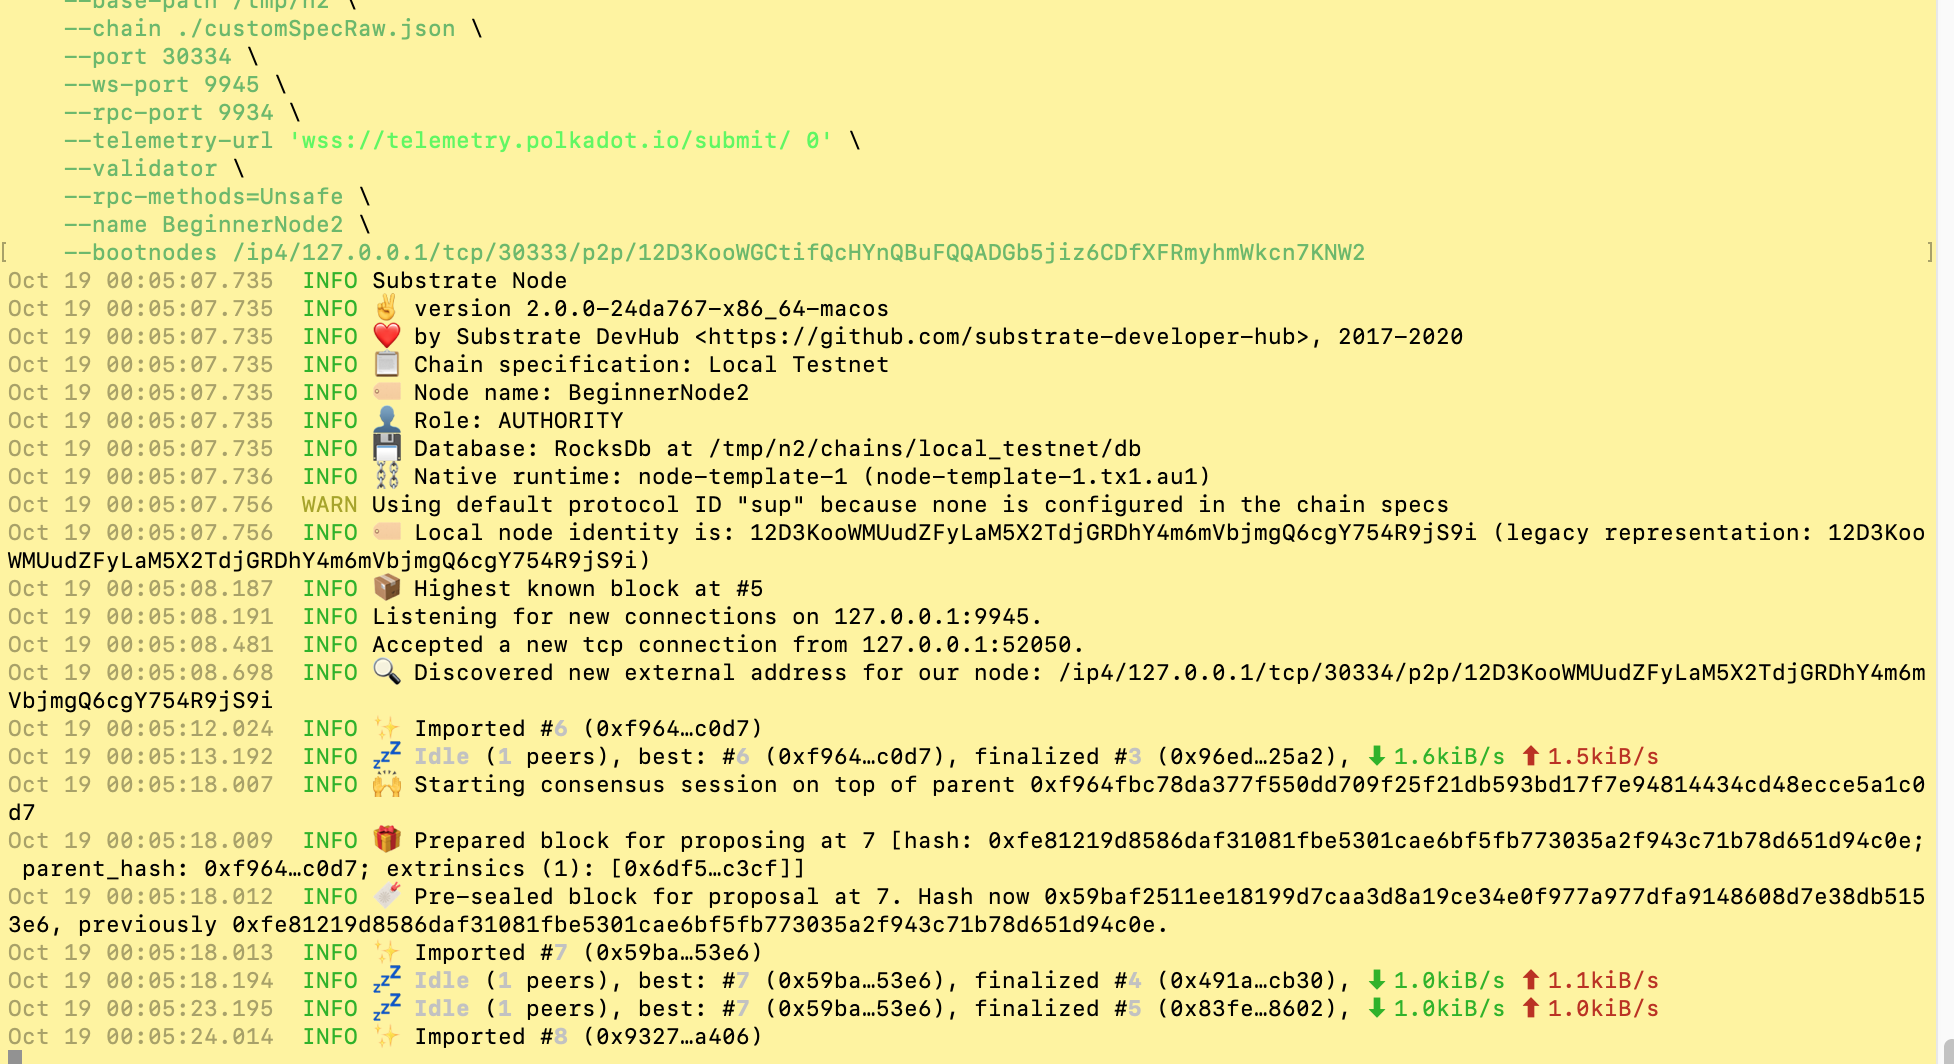 --base-path /tmp/n2 \
--chain ./customSpecRaw.json \
--port 30334 \
--ws-port 9945 \
--rpc-port 9934 \
--telemetry-url 'wss://telemetry.polkadot.io/submit/ 0' \
--validator \
--rpc-methods=Unsafe \
--name BeginnerNode2 \
[    --bootnodes /ip4/127.0.0.1/tcp/30333/p2p/12D3KooWGCtifQcHYnQBuFQQADGb5jiz6CDfXFRmyhmWkcn7KNW2 ]
Oct 19 00:05:07.735  INFO Substrate Node
Oct 19 00:05:07.735  INFO ✌️ version 2.0.0-24da767-x86_64-macos
Oct 19 00:05:07.735  INFO ❤️ by Substrate DevHub <https://github.com/substrate-developer-hub>, 2017-2020
Oct 19 00:05:07.735  INFO 📋 Chain specification: Local Testnet
Oct 19 00:05:07.735  INFO 🏷 Node name: BeginnerNode2
Oct 19 00:05:07.735  INFO 👤 Role: AUTHORITY
Oct 19 00:05:07.735  INFO 💾 Database: RocksDb at /tmp/n2/chains/local_testnet/db
Oct 19 00:05:07.736  INFO ⛓ Native runtime: node-template-1 (node-template-1.tx1.au1)
Oct 19 00:05:07.756  WARN Using default protocol ID "sup" because none is configured in the chain specs
Oct 19 00:05:07.756  INFO 🏷 Local node identity is: 12D3KooWMUudZFyLaM5X2TdjGRDhY4m6mVbjmgQ6cgY754R9jS9i (legacy representation: 12D3Koo
WMUudZFyLaM5X2TdjGRDhY4m6mVbjmgQ6cgY754R9jS9i)
Oct 19 00:05:08.187  INFO 📦 Highest known block at #5
Oct 19 00:05:08.191  INFO Listening for new connections on 127.0.0.1:9945.
Oct 19 00:05:08.481  INFO Accepted a new tcp connection from 127.0.0.1:52050.
Oct 19 00:05:08.698  INFO 🔍 Discovered new external address for our node: /ip4/127.0.0.1/tcp/30334/p2p/12D3KooWMUudZFyLaM5X2TdjGRDhY4m6m
VbjmgQ6cgY754R9jS9i
Oct 19 00:05:12.024  INFO ✨ Imported #6 (0xf964…c0d7)
Oct 19 00:05:13.192  INFO 💤 Idle (1 peers), best: #6 (0xf964…c0d7), finalized #3 (0x96ed…25a2), ⬇ 1.6kiB/s ⬆ 1.5kiB/s
Oct 19 00:05:18.007  INFO 🙌 Starting consensus session on top of parent 0xf964fbc78da377f550dd709f25f21db593bd17f7e94814434cd48ecce5a1c0
d7
Oct 19 00:05:18.009  INFO 🎁 Prepared block for proposing at 7 [hash: 0xfe81219d8586daf31081fbe5301cae6bf5fb773035a2f943c71b78d651d94c0e;
parent_hash: 0xf964…c0d7; extrinsics (1): [0x6df5…c3cf]]
Oct 19 00:05:18.012  INFO 🔖 Pre-sealed block for proposal at 7. Hash now 0x59baf2511ee18199d7caa3d8a19ce34e0f977a977dfa9148608d7e38db515
3e6, previously 0xfe81219d8586daf31081fbe5301cae6bf5fb773035a2f943c71b78d651d94c0e.
Oct 19 00:05:18.013  INFO ✨ Imported #7 (0x59ba…53e6)
Oct 19 00:05:18.194  INFO 💤 Idle (1 peers), best: #7 (0x59ba…53e6), finalized #4 (0x491a…cb30), ⬇ 1.0kiB/s ⬆ 1.1kiB/s
Oct 19 00:05:23.195  INFO 💤 Idle (1 peers), best: #7 (0x59ba…53e6), finalized #5 (0x83fe…8602), ⬇ 1.0kiB/s ⬆ 1.0kiB/s
Oct 19 00:05:24.014  INFO ✨ Imported #8 (0x9327…a406)